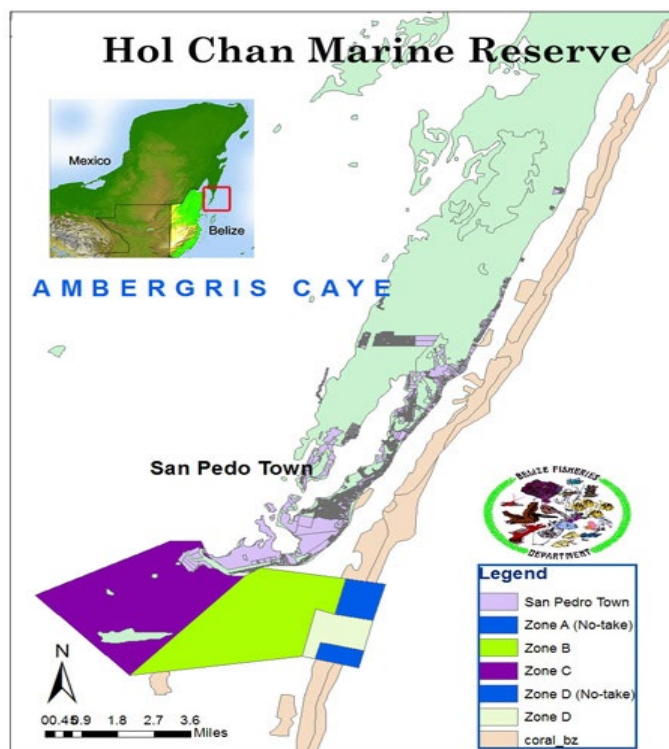 Hol Chan Marine Reserve
Mexico
Belize
AMBERGRIS CAYE
San Pedo Town
BELIZE FISHERIES
DEPARTMENT
Legend
San Pedro Town
Zone A (No-take)
Zone B
Zone C
Zone D (No-take)
Zone D
coral_bz
N
00.450.9 1.8 2.7 3.6
Miles